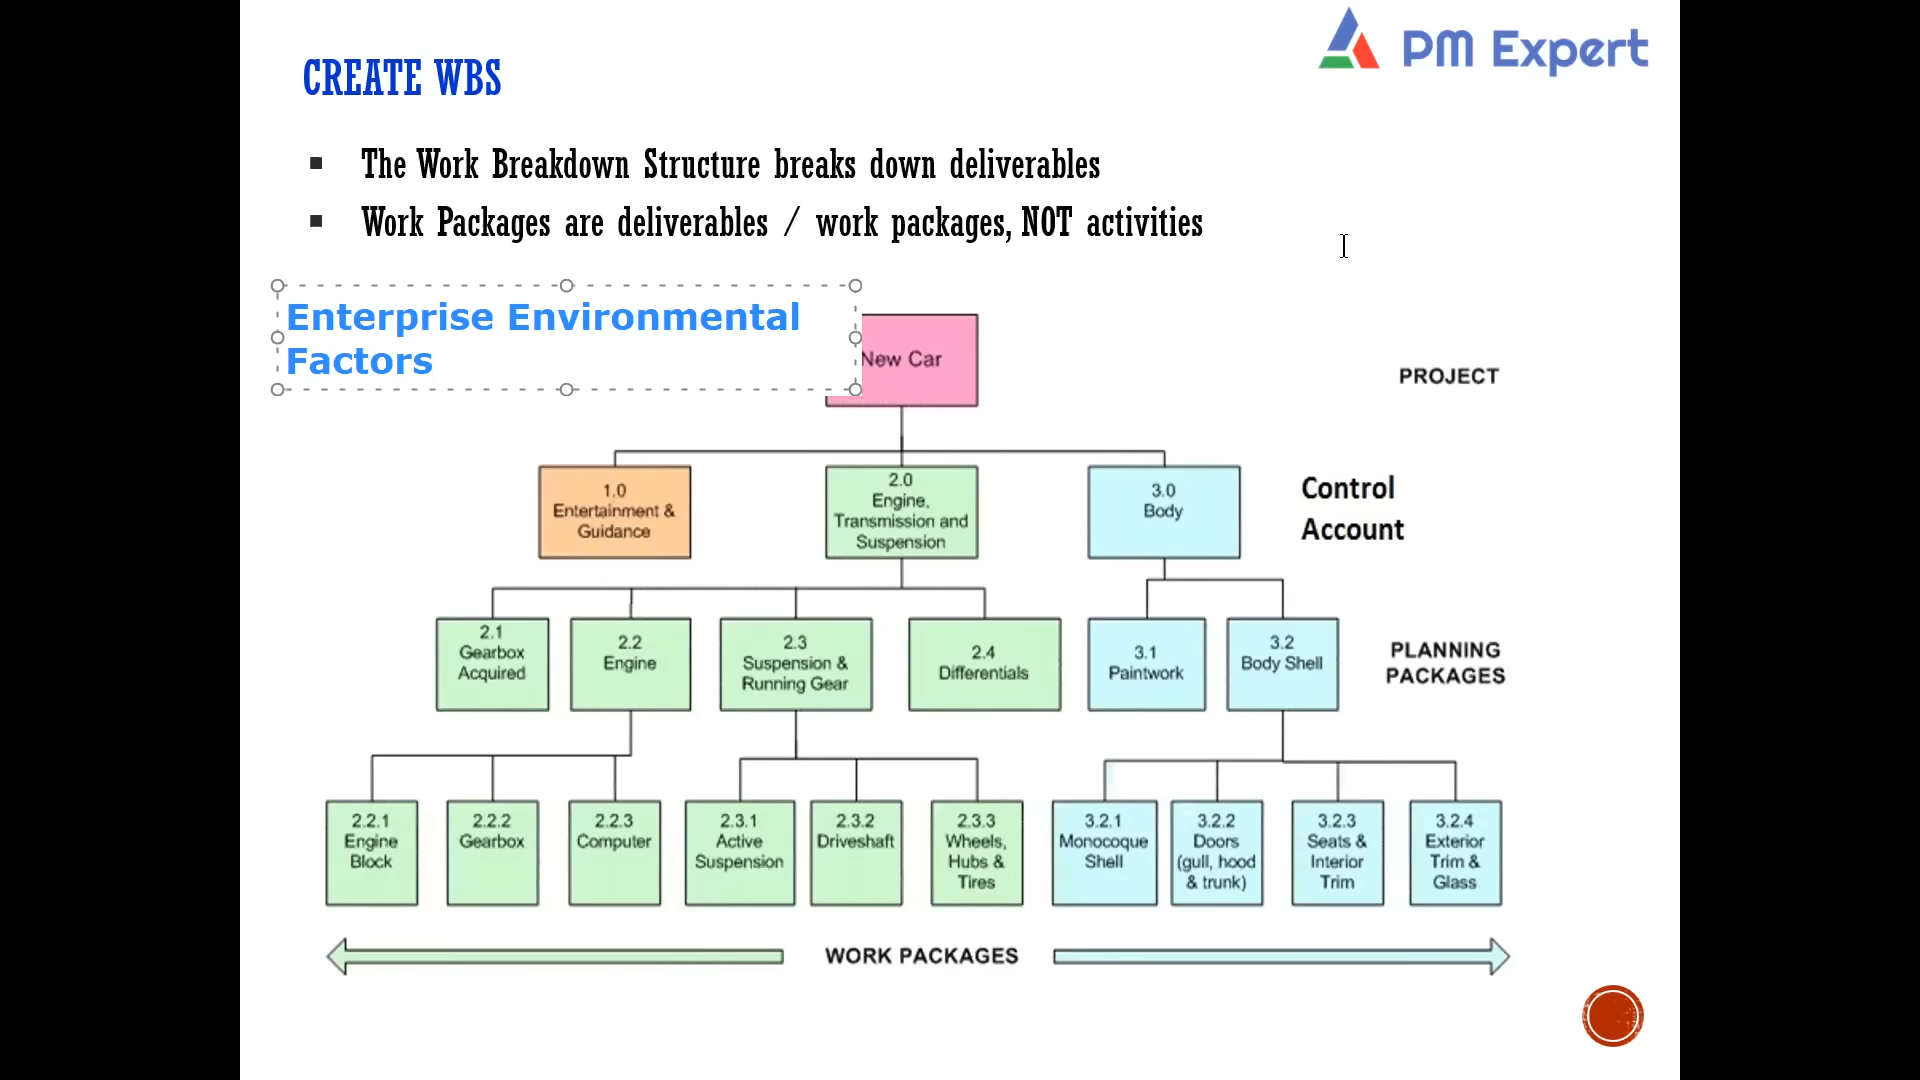 PM Expert
CREATE WBS
▪ The Work Breakdown Structure breaks down deliverables
▪ Work Packages are deliverables / work packages, NOT activities
Enterprise Environmental
Factors
New Car
PROJECT
1.0
Entertainment &
Guidance
2.0
Engine,
Transmission and
Suspension
3.0
Body
Control
Account
2.1
Gearbox
Acquired
2.2
Engine
2.3
Suspension &
Running Gear
2.4
Differentials
3.1
Paintwork
3.2
Body Shell
PLANNING
PACKAGES
2.2.1
Engine
Block
2.2.2
Gearbox
2.2.3
Computer
2.3.1
Active
Suspension
2.3.2
Driveshaft
2.3.3
Wheels,
Hubs &
Tires
3.2.1
Monocoque
Shell
3.2.2
Doors
(gull, hood
& trunk)
3.2.3
Seats &
Interior
Trim
3.2.4
Exterior
Trim &
Glass
WORK PACKAGES